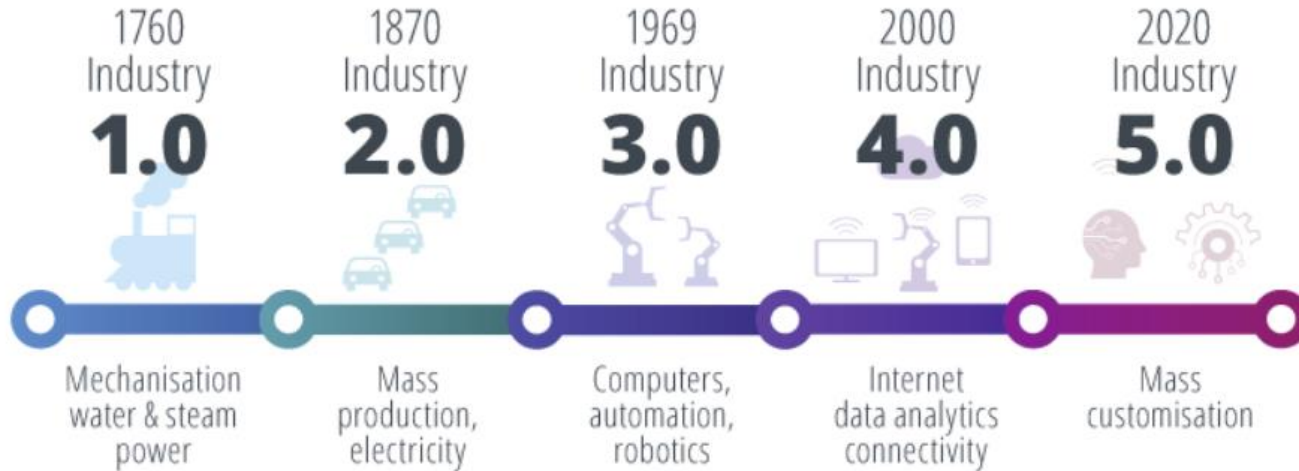 1760
Industry
1.0
Mechanisation
water & steam
power
1870
Industry
2.0
Mass
production,
electricity
1969
Industry
3.0
Computers,
automation,
robotics
2000
Industry
4.0
Internet
data analytics
connectivity
2020
Industry
5.0
Mass
customisation